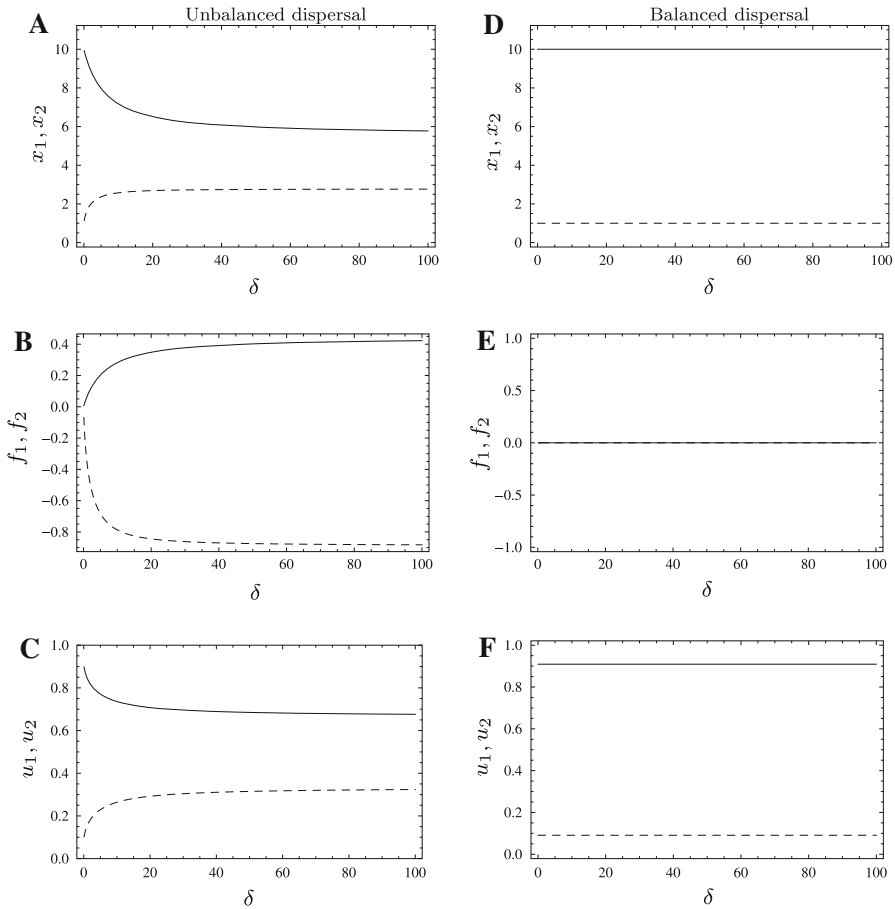 Unbalanced dispersal
A
10
8
6
4
2
0
x₁, x₂
0 20 40 60 80 100
δ
B
0.4
0.2
0.0
−0.2
−0.4
−0.6
−0.8
f₁, f₂
0 20 40 60 80 100
δ
C
1.0
0.8
0.6
0.4
0.2
0.0
u₁, u₂
0 20 40 60 80 100
δ
Balanced dispersal
D
10
8
6
4
2
0
x₁, x₂
0 20 40 60 80 100
δ
E
1.0
0.5
0.0
−0.5
−1.0
f₁, f₂
0 20 40 60 80 100
δ
F
1.0
0.8
0.6
0.4
0.2
0.0
u₁, u₂
0 20 40 60 80 100
δ